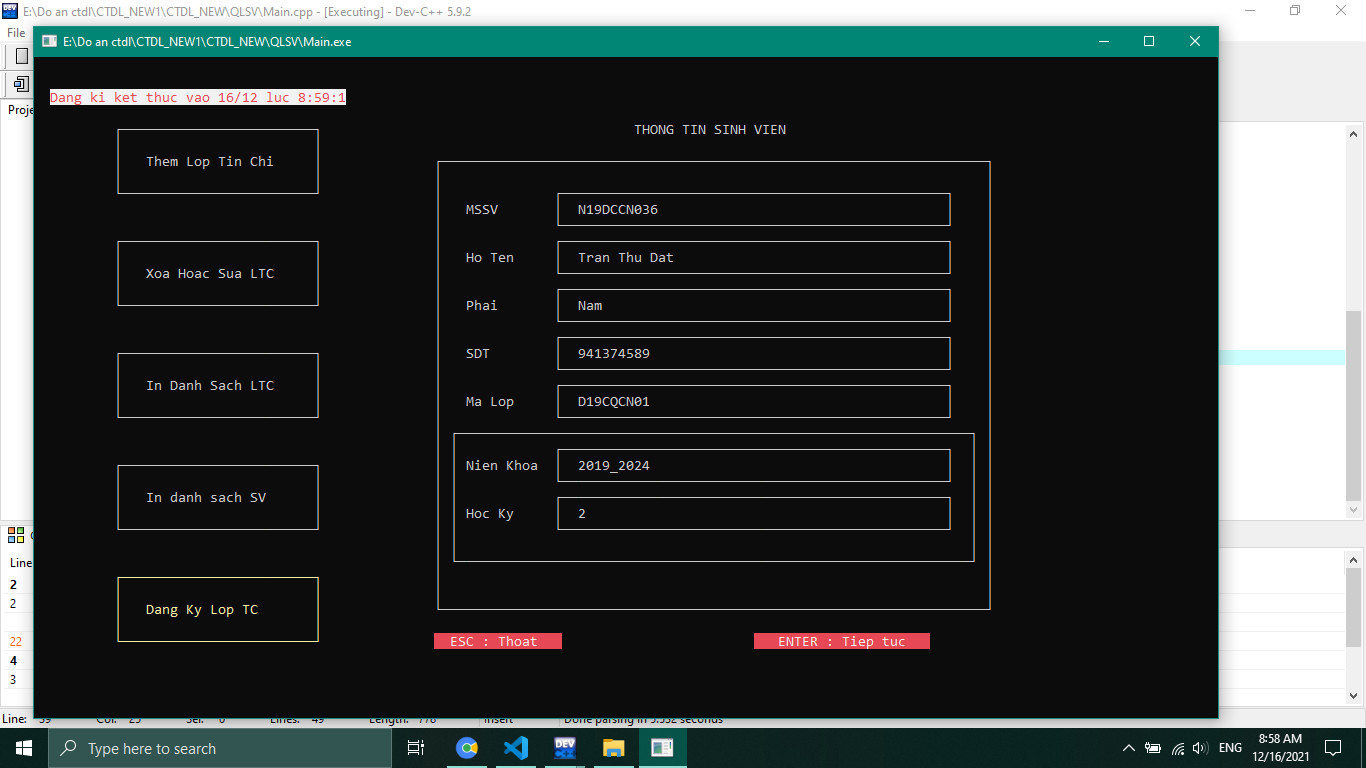 E:\Do an ctdl\CTDL_NEW1\CTDL_NEW\QLSV\Main.cpp - [Executing] - Dev-C++ 5.9.2
File
E:\Do an ctdl\CTDL_NEW1\CTDL_NEW\QLSV\Main.exe
Dang ki ket thuc vao 16/12 luc 8:59:1
THONG TIN SINH VIEN
Them Lop Tin Chi
Xoa Hoac Sua LTC
In Danh Sach LTC
In danh sach SV
Dang Ky Lop TC
MSSV N19DCCN036
Ho Ten Tran Thu Dat
Phai Nam
SDT 941374589
Ma Lop D19CQCN01
Nien Khoa 2019_2024
Hoc Ky 2
ESC : Thoat ENTER : Tiep tuc
Proje
Line
2
2
22
4
3
Line: 39 Col: 25 Sel: 0 Lines: 49 Length: 778 Insert Done parsing in
seconds
Type here to search
DEV
ENG
8:58 AM
12/16/2021